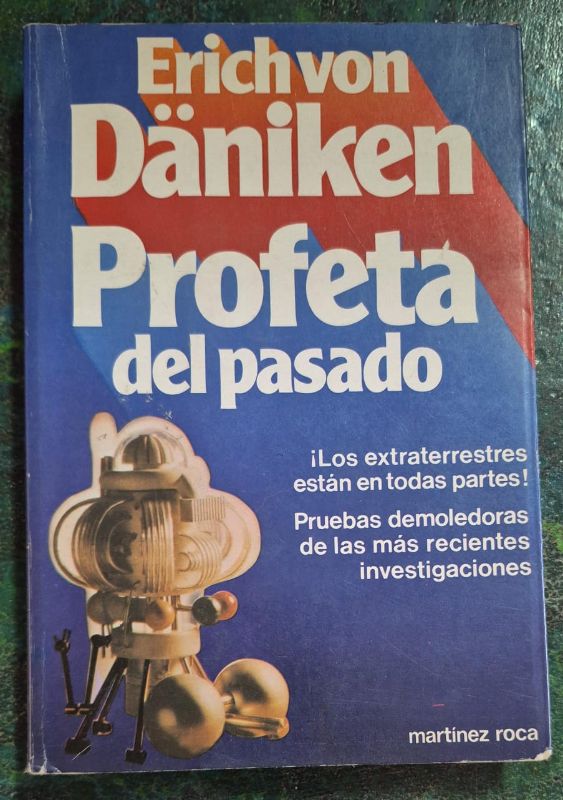 Erich von
Däniken
Profeta
del pasado
¡Los extraterrestres
están en todas partes!
Pruebas demoledoras
de las más recientes
investigaciones
martínez roca